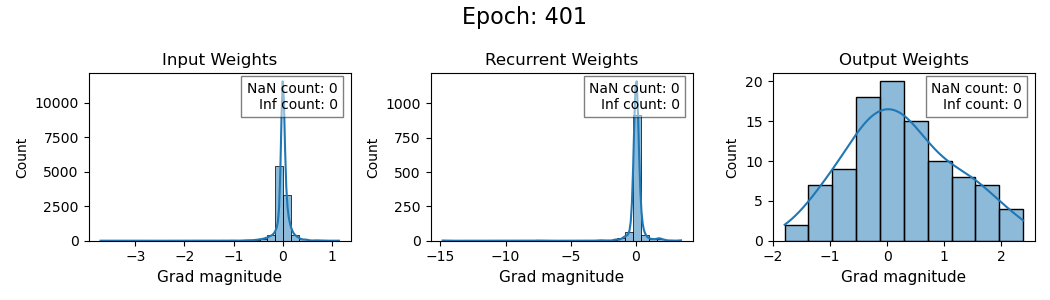 Epoch: 401
Input Weights
NaN count: 0
Inf count: 0
Count
0
2500
5000
7500
10000
−3 −2 −1 0 1
Grad magnitude
Recurrent Weights
NaN count: 0
Inf count: 0
Count
0
250
500
750
1000
−15 −10 −5 0
Grad magnitude
Output Weights
NaN count: 0
Inf count: 0
Count
0
5
10
15
20
−2 −1 0 1 2
Grad magnitude